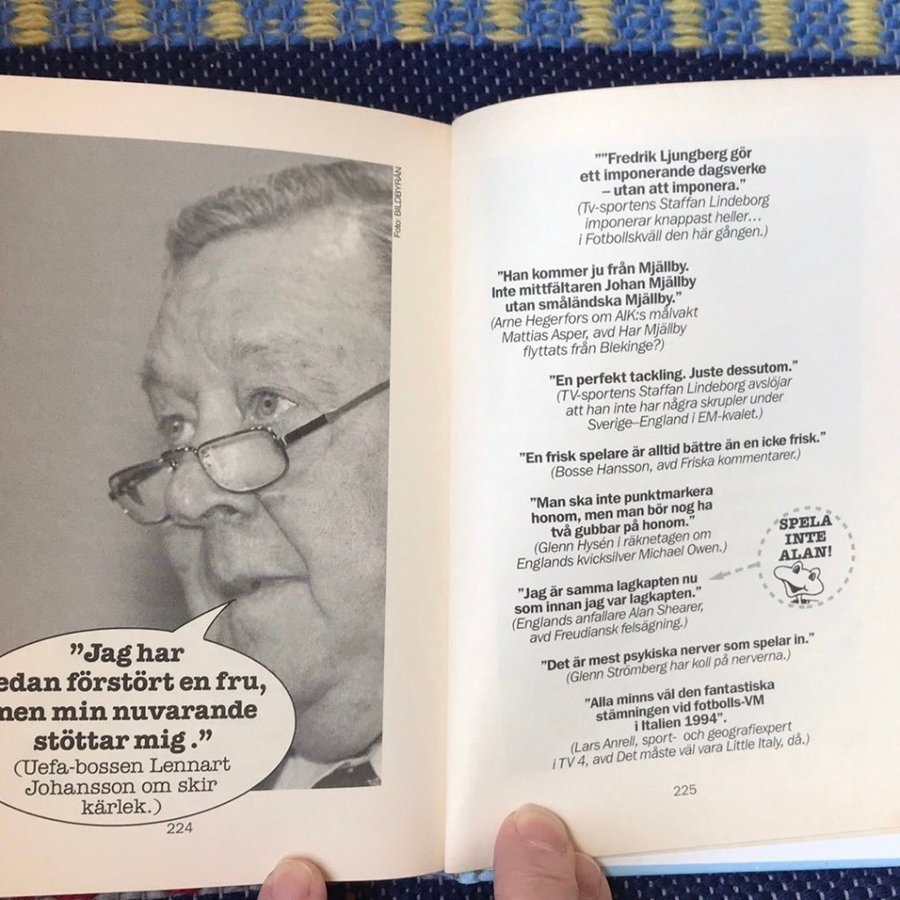 Foto: BILDBYRÅN
"Jag har
edan förstört en fru,
men min nuvarande
stöttar mig ."
(Uefa-bossen Lennart
Johansson om skir
kärlek.)
224
""Fredrik Ljungberg gör
ett imponerande dagsverke
– utan att imponera."
(Tv-sportens Staffan Lindeborg
imponerar knappast heller…
i Fotbollskväll den här gången.)
"Han kommer ju från Mjällby.
Inte mittfältaren Johan Mjällby
utan småländska Mjällby."
(Arne Hegerfors om AIK:s målvakt
Mattias Asper, avd Har Mjällby
flyttats från Blekinge?)
"En perfekt tackling. Juste dessutom."
(TV-sportens Staffan Lindeborg avslöjar
att han inte har några skrupler under
Sverige–England i EM-kvalet.)
"En frisk spelare är alltid bättre än en icke frisk."
(Bosse Hansson, avd Friska kommentarer.)
"Man ska inte punktmarkera
honom, men man bör nog ha
två gubbar på honom."
(Glenn Hysén i räknetagen om
Englands kvicksilver Michael Owen.)
SPELA
INTE
ALAN!
"Jag är samma lagkapten nu
som innan jag var lagkapten."
(Englands anfallare Alan Shearer,
avd Freudiansk felsägning.)
"Det är mest psykiska nerver som spelar in."
(Glenn Strömberg har koll på nerverna.)
"Alla minns väl den fantastiska
stämningen vid fotbolls-VM
i Italien 1994".
(Lars Anrell, sport- och geografiexpert
i TV 4, avd Det måste väl vara Little Italy, då.)
225